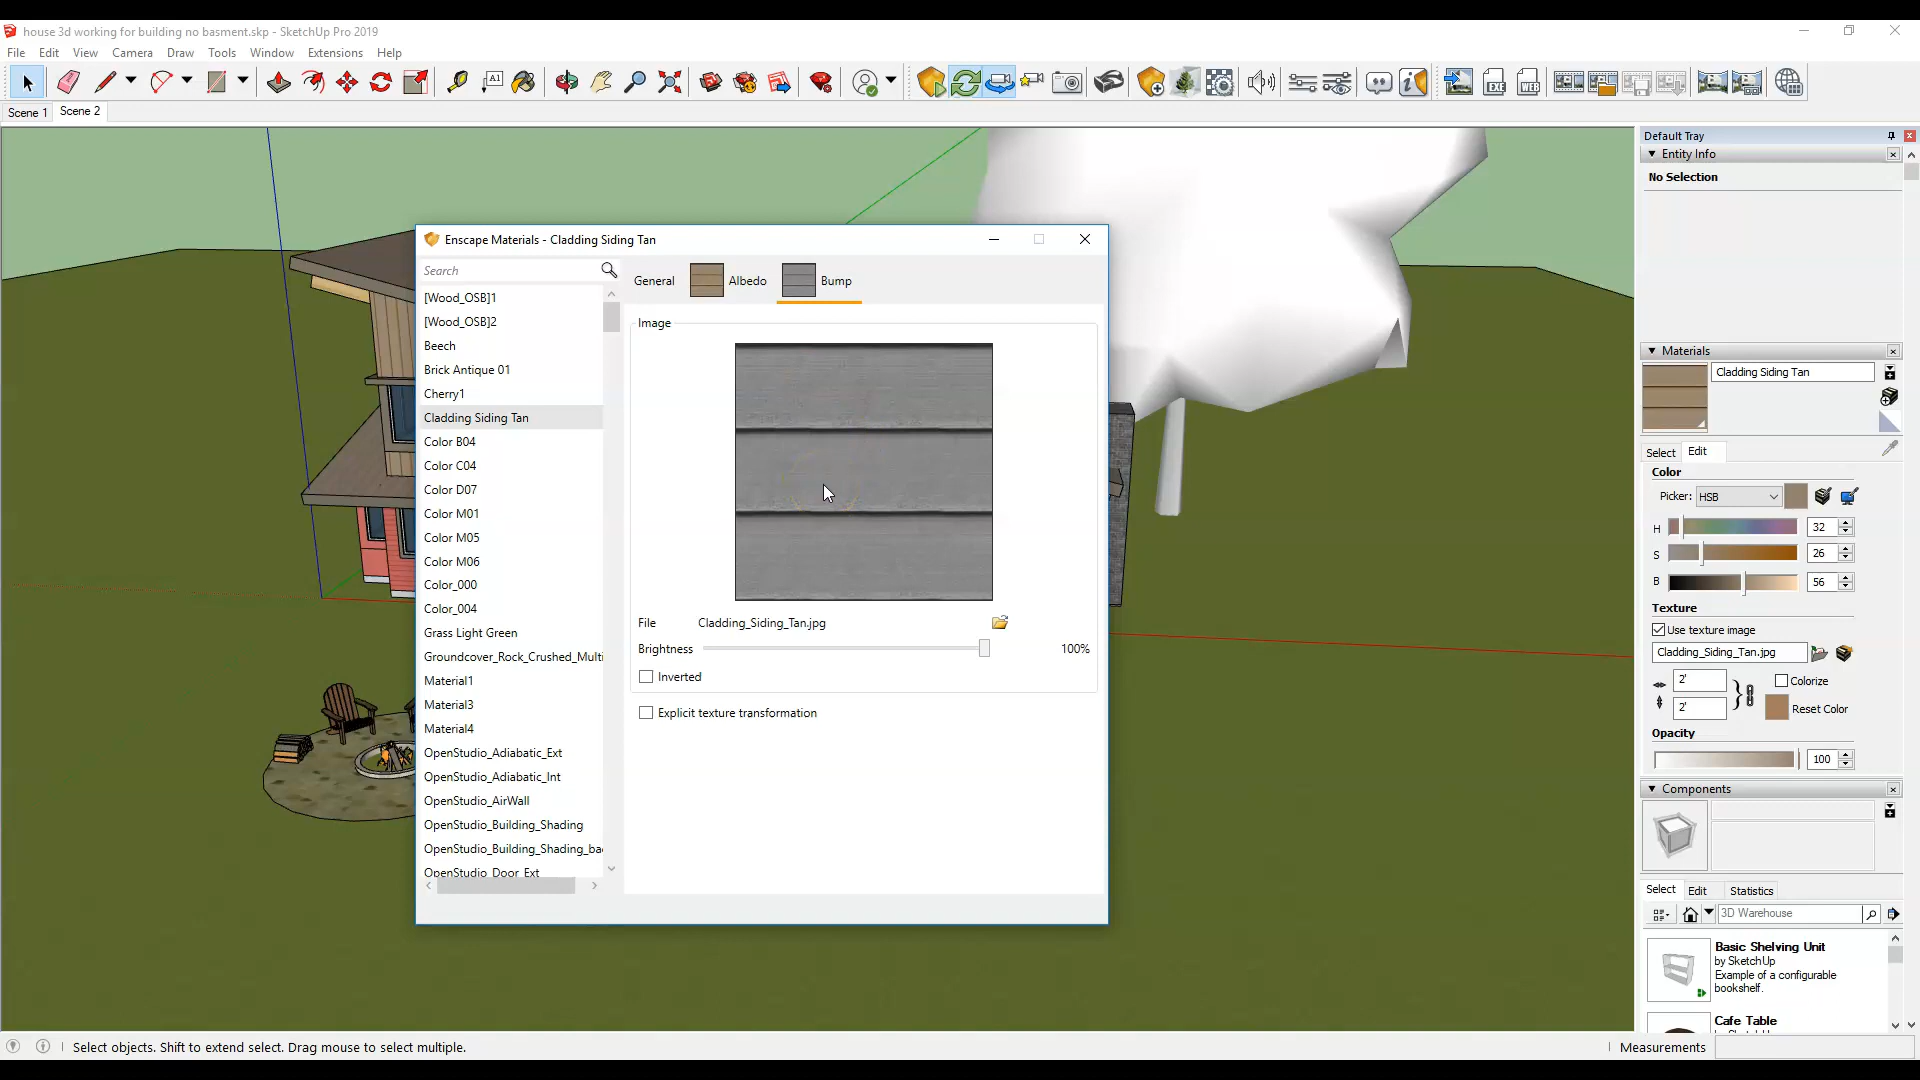 house 3d working for building no basment.skp - SketchUp Pro 2019
File Edit View Camera Draw Tools Window Extensions Help
A1
EXE WEB
Scene 1 Scene 2
Default Tray
Entity Info
No Selection
Enscape Materials - Cladding Siding Tan
Search
General Albedo Bump
[Wood_OSB]1
[Wood_OSB]2
Beech
Brick Antique 01
Cherry1
Cladding Siding Tan
Color B04
Color C04
Color D07
Color M01
Color M05
Color M06
Color_000
Color_004
Grass Light Green
Groundcover_Rock_Crushed_Multi
Material1
Material3
Material4
OpenStudio_Adiabatic_Ext
OpenStudio_Adiabatic_Int
OpenStudio_AirWall
OpenStudio_Building_Shading
OpenStudio_Building_Shading_ba
OpenStudio_Door_Ext
Image
File Cladding_Siding_Tan.jpg
Brightness 100%
Inverted
Explicit texture transformation
Materials
Cladding Siding Tan
Select Edit
Color
Picker: HSB
H 32
S 26
B 56
Texture
Use texture image
Cladding_Siding_Tan.jpg
2' Colorize
2' Reset Color
Opacity
100
Components
Select Edit Statistics
3D Warehouse
Basic Shelving Unit
by SketchUp
Example of a configurable
bookshelf.
Cafe Table
Select objects. Shift to extend select. Drag mouse to select multiple.
Measurements